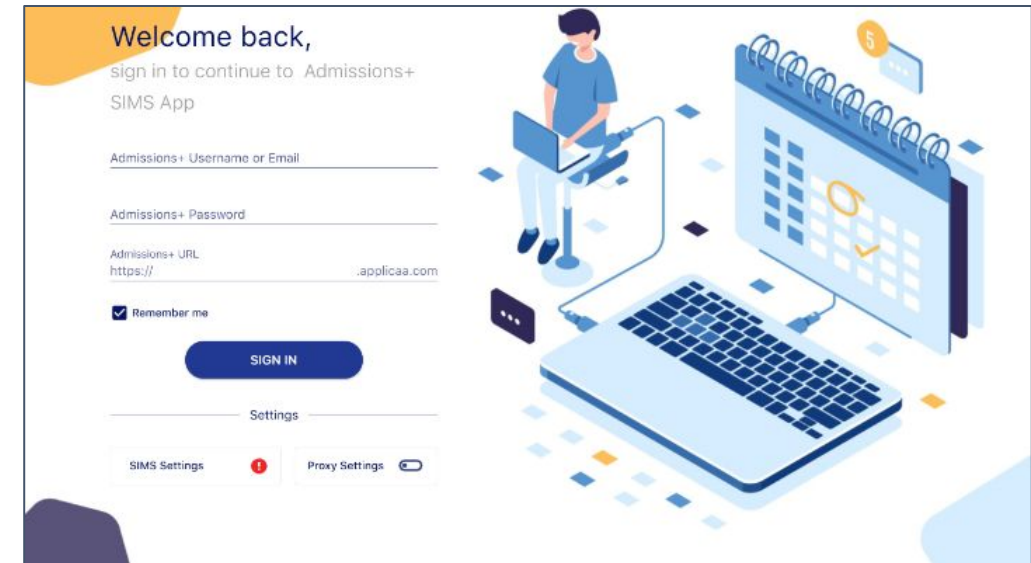 Welcome back,
sign in to continue to Admissions+
SIMS App
Admissions+ Username or Email
Admissions+ Password
Admissions+ URL
https:// .applicaa.com
Remember me
SIGN IN
Settings
SIMS Settings
Proxy Settings
5